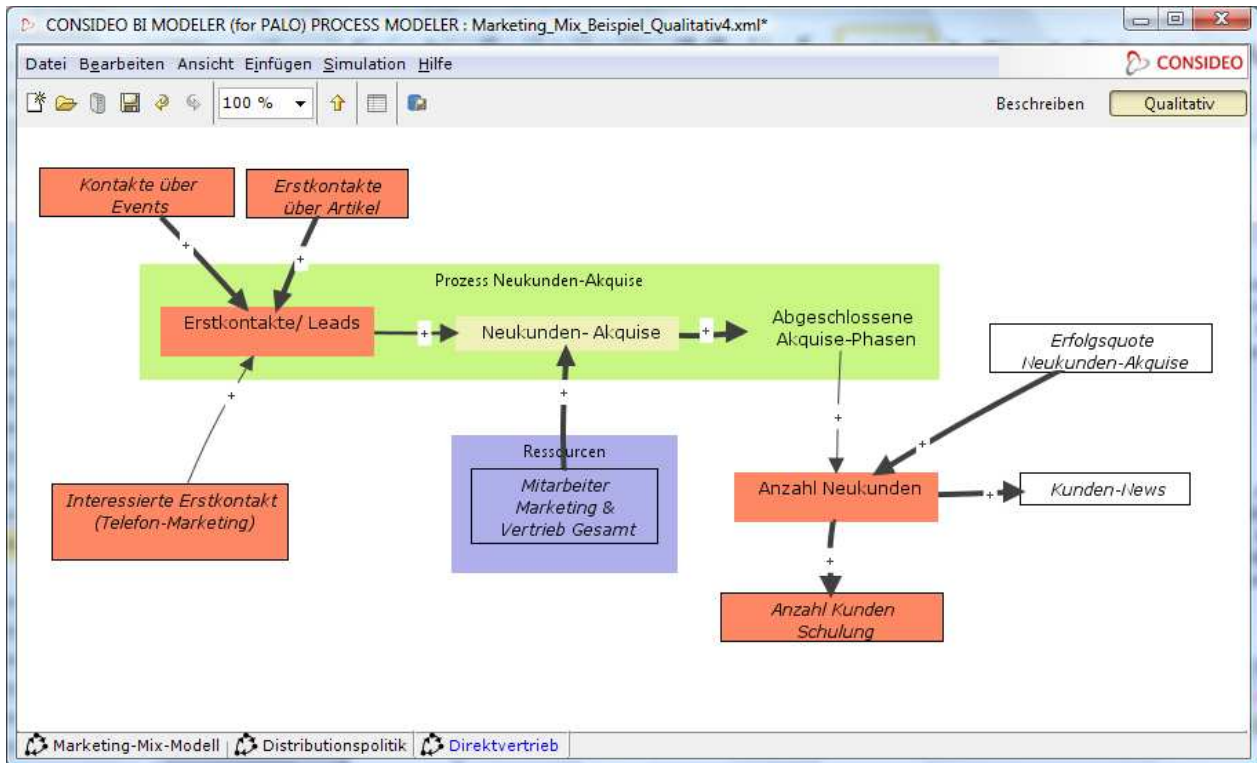 CONSIDEO BI MODELER (for PALO) PROCESS MODELER : Marketing_Mix_Beispiel_Qualitativ4.xml*
Datei Bearbeiten Ansicht Einfügen Simulation Hilfe
CONSIDEO
100 %
Beschreiben
Qualitativ
Kontakte über
Events
Erstkontakte
über Artikel
+
+
Prozess Neukunden-Akquise
Erstkontakte/ Leads
+
Neukunden- Akquise
+
Abgeschlossene
Akquise-Phasen
Erfolgsquote
Neukunden-Akquise
+
+
+
+
Ressourcen
Mitarbeiter
Marketing &
Vertrieb Gesamt
Interessierte Erstkontakt
(Telefon-Marketing)
Anzahl Neukunden
+
Kunden-News
+
Anzahl Kunden
Schulung
Marketing-Mix-Modell
Distributionspolitik
Direktvertrieb